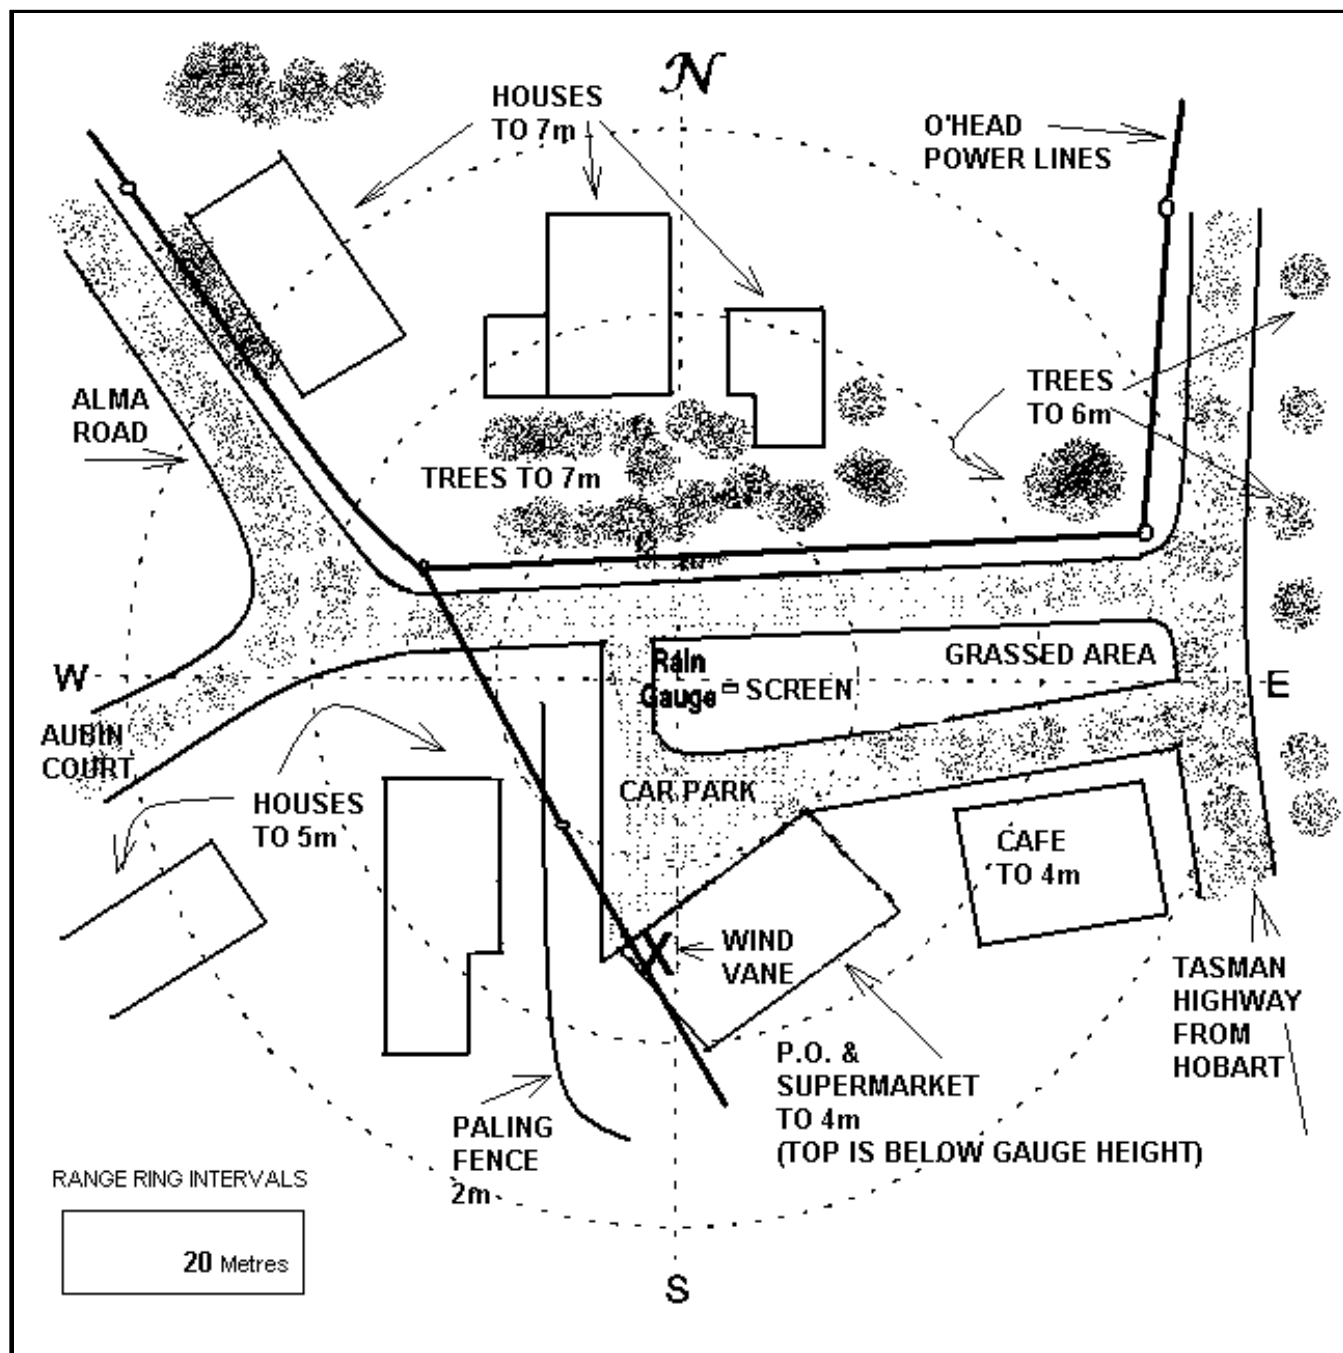 N
HOUSES
TO 7m
O'HEAD
POWER LINES
ALMA
ROAD
TREES
TO 6m
TREES TO 7m
W
Rain
Gauge
SCREEN
GRASSED AREA
E
AUBIN
COURT
HOUSES
TO 5m
CAR PARK
CAFE
TO 4m
WIND
VANE
X
TASMAN
HIGHWAY
FROM
HOBART
P.O. &
SUPERMARKET
TO 4m
(TOP IS BELOW GAUGE HEIGHT)
PALING
FENCE
2m
RANGE RING INTERVALS
20 Metres
S